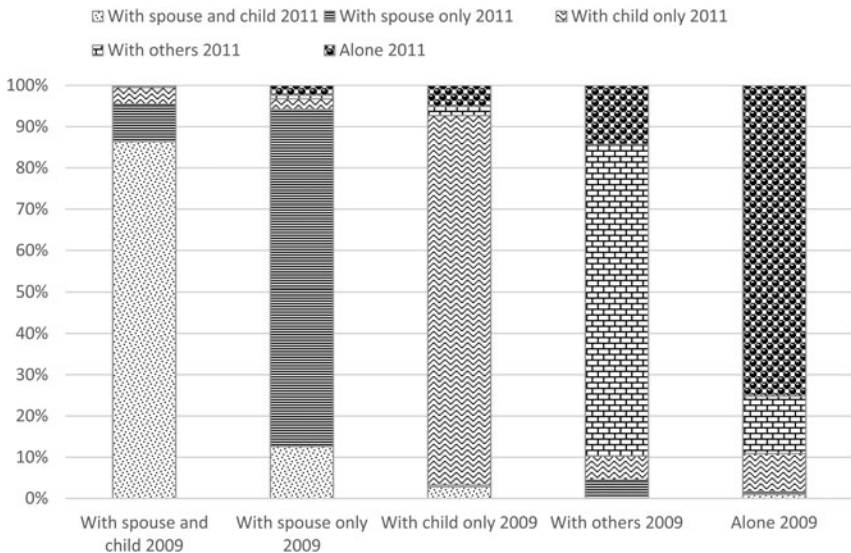 With spouse and child 2011 With spouse only 2011 With child only 2011
With others 2011 Alone 2011
100%
90%
80%
70%
60%
50%
40%
30%
20%
10%
0%
With spouse and With spouse only With child only 2009 With others 2009 Alone 2009
child 2009 2009